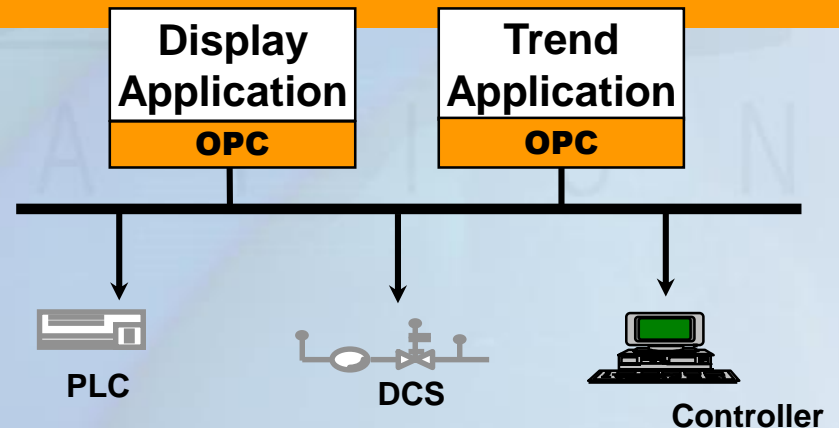 Display
Application
OPC
Trend
Application
OPC
A T I O N
PLC
DCS
Controller